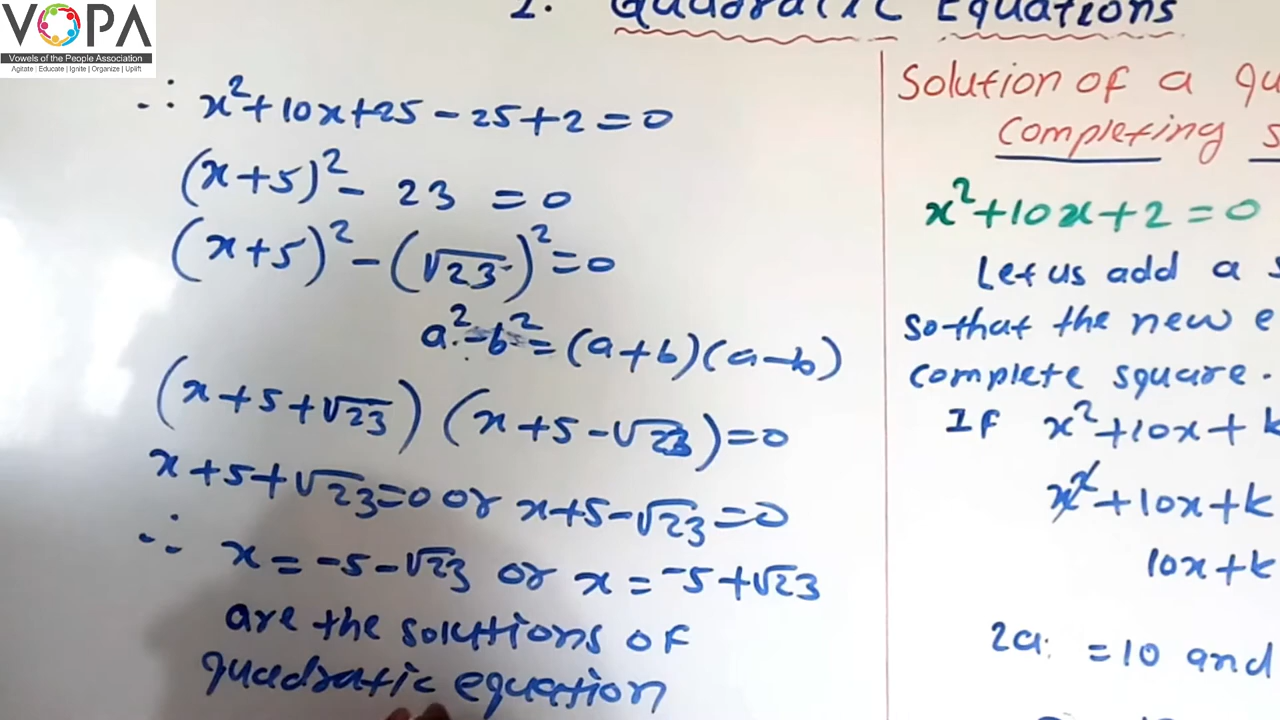 VOPA
Vowels of the People Association
Agitate | Educate | Ignite | Organize | Uplift
2. Quadratic Equations
∴ x²+10x+25-25+2=0
(x+5)²- 23 =0
(x+5)²-(√23)²=0
a²-b²=(a+b)(a-b)
(x+5+√23) (x+5-√23)=0
x+5+√23=0 or x+5-√23=0
∴ x=-5-√23 or x=-5+√23
are the solutions of
quadratic equation
Solution of a qu
completing s
x²+10x+2=0
Let us add a s
so that the new e
complete square.
If x²+10x+k
x²+10x+k
10x+k
2a =10 and